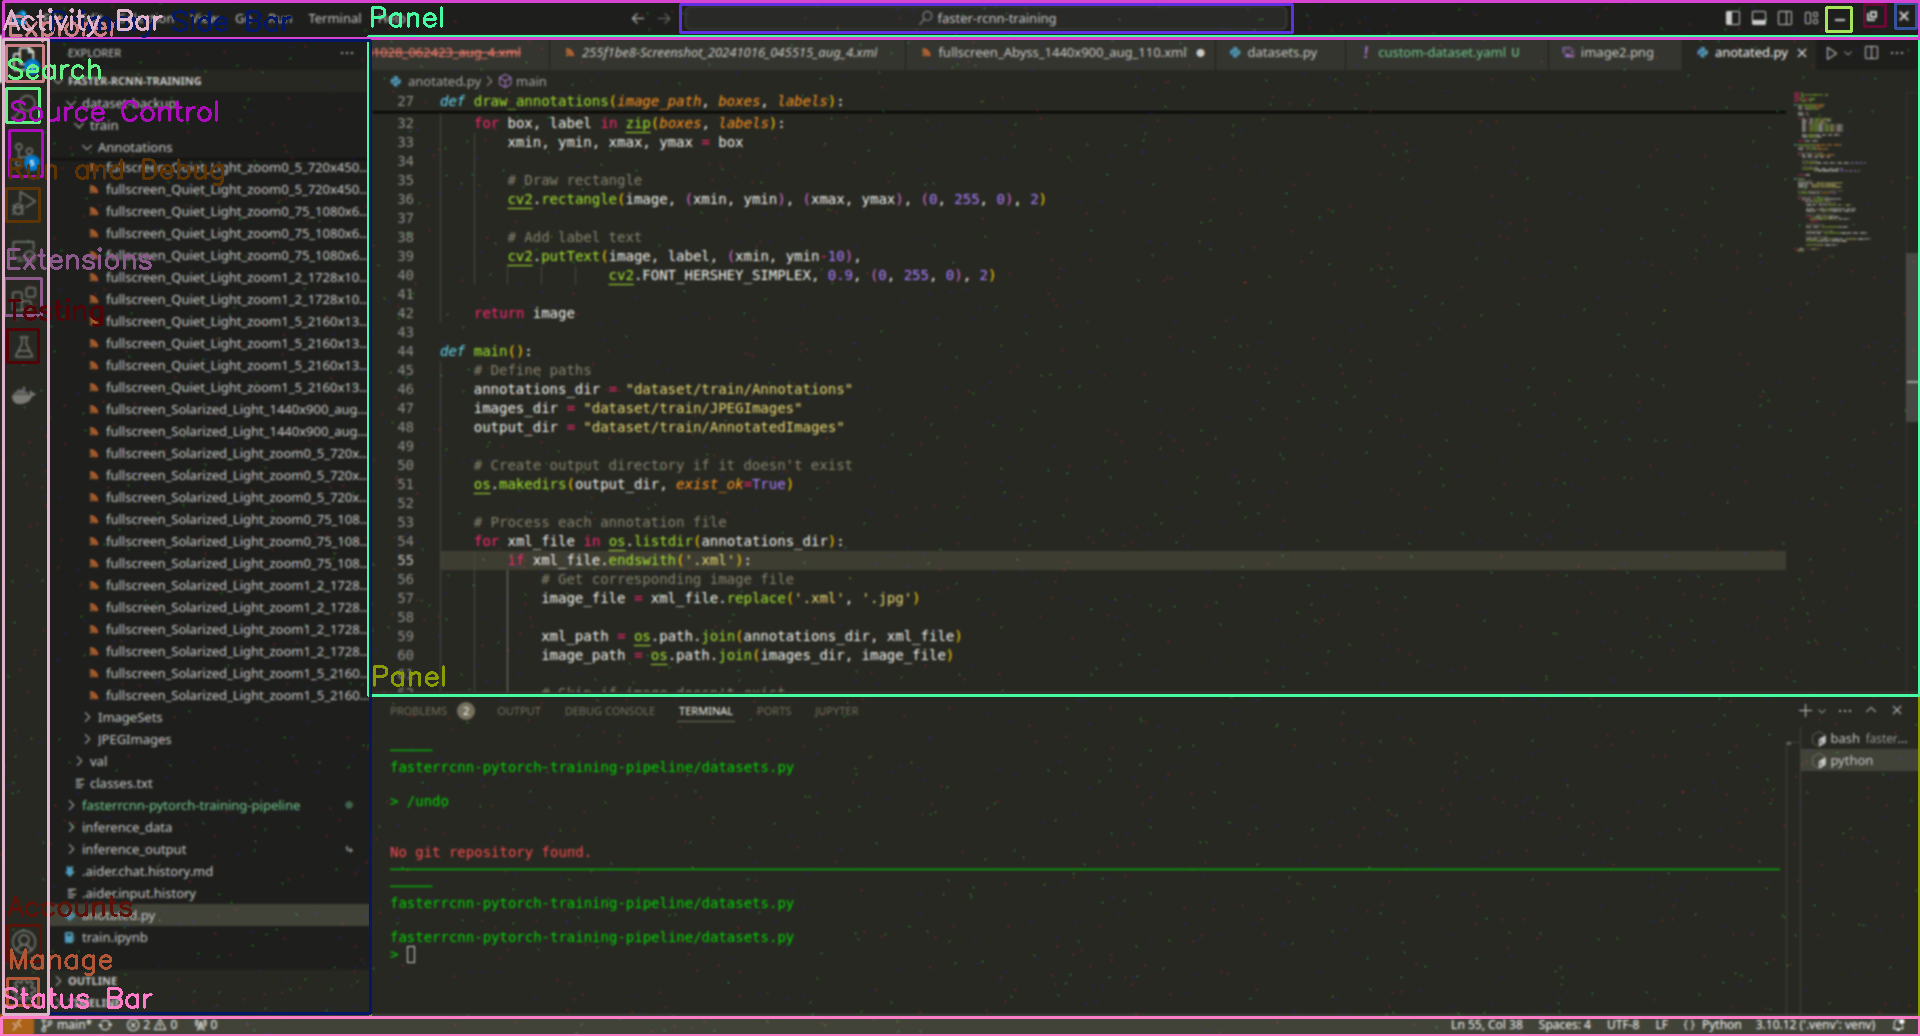 Activity Bar
Explorer
Side Bar
Terminal
Panel
faster-rcnn-training
Search
Source Control
Run and Debug
Extensions
Testing
Accounts
Manage
Status Bar
EXPLORER
FASTER-RCNN-TRAINING
dataset-backup
train
Annotations
fullscreen_Quiet_Light_zoom0_5_720x450...
fullscreen_Quiet_Light_zoom0_5_720x450...
fullscreen_Quiet_Light_zoom0_75_1080x6...
fullscreen_Quiet_Light_zoom0_75_1080x6...
fullscreen_Quiet_Light_zoom0_75_1080x6...
fullscreen_Quiet_Light_zoom1_2_1728x10...
fullscreen_Quiet_Light_zoom1_2_1728x10...
fullscreen_Quiet_Light_zoom1_5_2160x13...
fullscreen_Quiet_Light_zoom1_5_2160x13...
fullscreen_Quiet_Light_zoom1_5_2160x13...
fullscreen_Quiet_Light_zoom1_5_2160x13...
fullscreen_Solarized_Light_1440x900_aug...
fullscreen_Solarized_Light_1440x900_aug...
fullscreen_Solarized_Light_zoom0_5_720x...
fullscreen_Solarized_Light_zoom0_5_720x...
fullscreen_Solarized_Light_zoom0_5_720x...
fullscreen_Solarized_Light_zoom0_75_108...
fullscreen_Solarized_Light_zoom0_75_108...
fullscreen_Solarized_Light_zoom0_75_108...
fullscreen_Solarized_Light_zoom1_2_1728...
fullscreen_Solarized_Light_zoom1_2_1728...
fullscreen_Solarized_Light_zoom1_2_1728...
fullscreen_Solarized_Light_zoom1_2_1728...
fullscreen_Solarized_Light_zoom1_5_2160...
fullscreen_Solarized_Light_zoom1_5_2160...
ImageSets
JPEGImages
val
classes.txt
fasterrcnn-pytorch-training-pipeline
inference_data
inference_output
.aider.chat.history.md
.aider.input.history
anotated.py
train.ipynb
OUTLINE
1028_062423_aug_4.xml
255f1be8-Screenshot_20241016_045515_aug_4.xml
fullscreen_Abyss_1440x900_aug_110.xml
datasets.py
! custom-dataset.yaml U
image2.png
anotated.py
anotated.py > main
27 def draw_annotations(image_path, boxes, labels):
32 for box, label in zip(boxes, labels):
33 xmin, ymin, xmax, ymax = box
34
35 # Draw rectangle
36 cv2.rectangle(image, (xmin, ymin), (xmax, ymax), (0, 255, 0), 2)
37
38 # Add label text
39 cv2.putText(image, label, (xmin, ymin-10),
40 cv2.FONT_HERSHEY_SIMPLEX, 0.9, (0, 255, 0), 2)
41
42 return image
43
44 def main():
45 # Define paths
46 annotations_dir = "dataset/train/Annotations"
47 images_dir = "dataset/train/JPEGImages"
48 output_dir = "dataset/train/AnnotatedImages"
49
50 # Create output directory if it doesn't exist
51 os.makedirs(output_dir, exist_ok=True)
52
53 # Process each annotation file
54 for xml_file in os.listdir(annotations_dir):
55 if xml_file.endswith('.xml'):
56 # Get corresponding image file
57 image_file = xml_file.replace('.xml', '.jpg')
58
59 xml_path = os.path.join(annotations_dir, xml_file)
60 image_path = os.path.join(images_dir, image_file)
Panel
PROBLEMS 2 OUTPUT DEBUG CONSOLE TERMINAL PORTS JUPYTER
fasterrcnn-pytorch-training-pipeline/datasets.py
> /undo
No git repository found.
fasterrcnn-pytorch-training-pipeline/datasets.py
fasterrcnn-pytorch-training-pipeline/datasets.py
>
bash faster...
python
main* 2 0 0
Ln 55, Col 38 Spaces: 4 UTF-8 LF Python 3.10.12 ('.venv': venv)